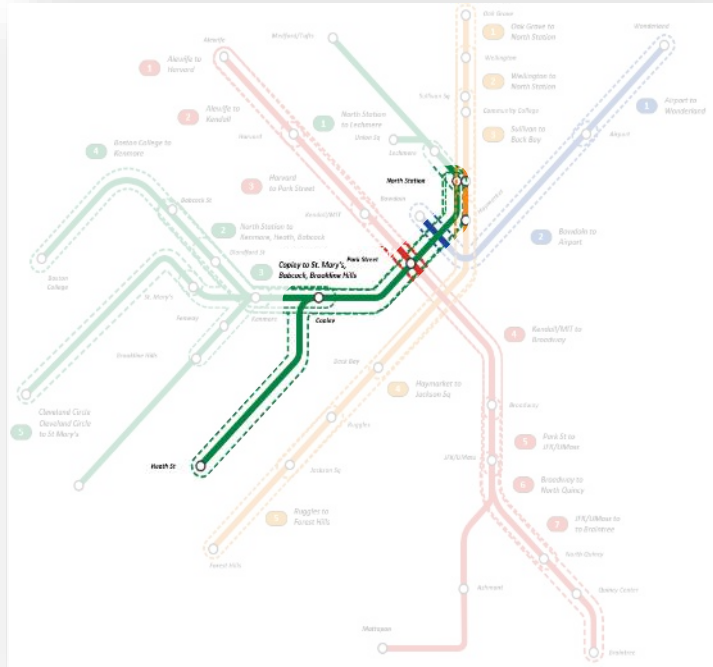 Oak Grove
1
Oak Grove to
North Station
Medford/Tufts
Alewife
Wonderland
1
Alewife to
Harvard
Wellington
2
Wellington to
North Station
Sullivan Sq
2
Alewife to
Kendall
1
North Station
to Lechmere
Community College
1
Airport to
Wonderland
Harvard
Union Sq
3
Sullivan to
Back Bay
Airport
4
Boston College to
Kenmore
Lechmere
3
Harvard
to Park Street
North Station
Bowdoin
Babcock St
Kendall/MIT
Haymarket
2
North Station to
Kenmore, Heath, Babcock
2
Bowdoin to
Airport
Blandford St
3
Copley to St. Mary's,
Babcock, Brookline Hills
Park Street
Boston
College
St. Mary's
Fenway
Kenmore
Copley
4
Kendall/MIT to
Broadway
Brookline Hills
Back Bay
4
Haymarket to
Jackson Sq
5
Cleveland Circle
Cleveland Circle
to St Mary's
Ruggles
Broadway
5
Park St to
JFK/UMass
JFK/UMass
Heath St
Jackson Sq
6
Broadway to
North Quincy
5
Ruggles to
Forest Hills
7
JFK/UMass to
to Braintree
Forest Hills
North Quincy
Ashmont
Quincy Center
Mattapan
Braintree